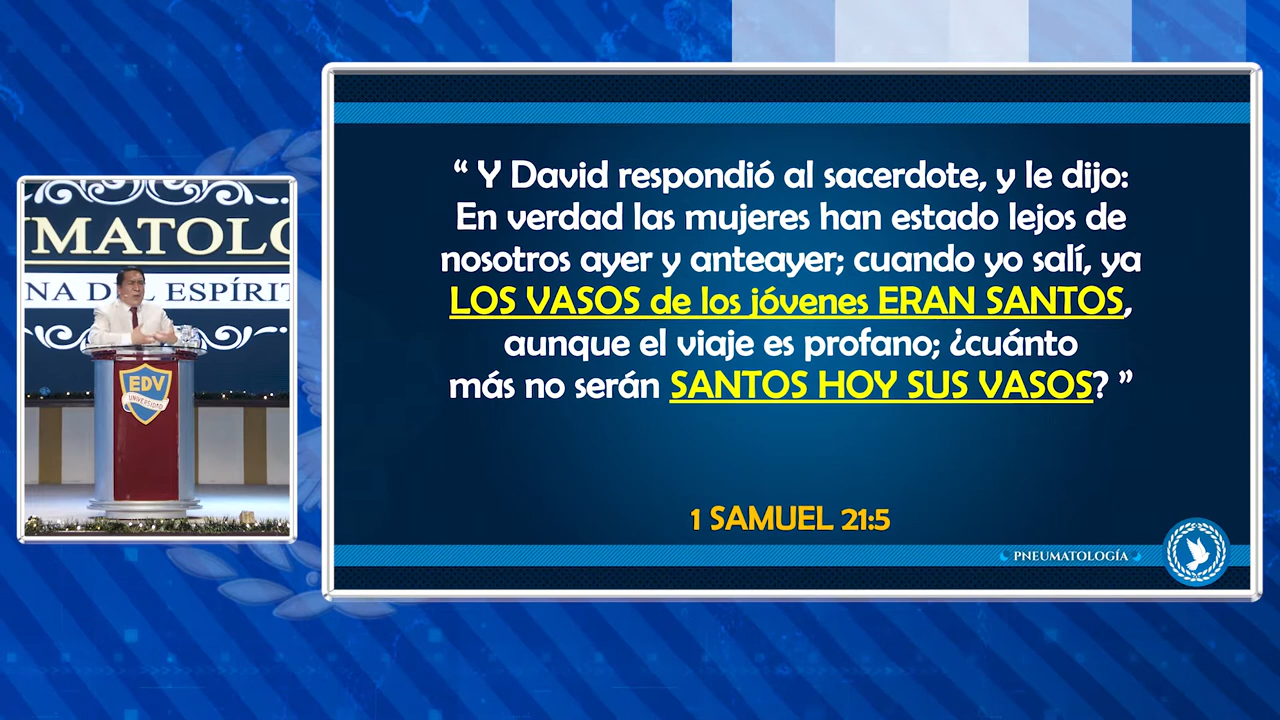 UMATOLO
NA DEL ESPÍRIT
EDV
UNIVERSIDAD
“ Y David respondió al sacerdote, y le dijo:
En verdad las mujeres han estado lejos de
nosotros ayer y anteayer; cuando yo salí, ya
LOS VASOS de los jóvenes ERAN SANTOS,
aunque el viaje es profano; ¿cuánto
más no serán SANTOS HOY SUS VASOS? ”
1 SAMUEL 21:5
PNEUMATOLOGÍA